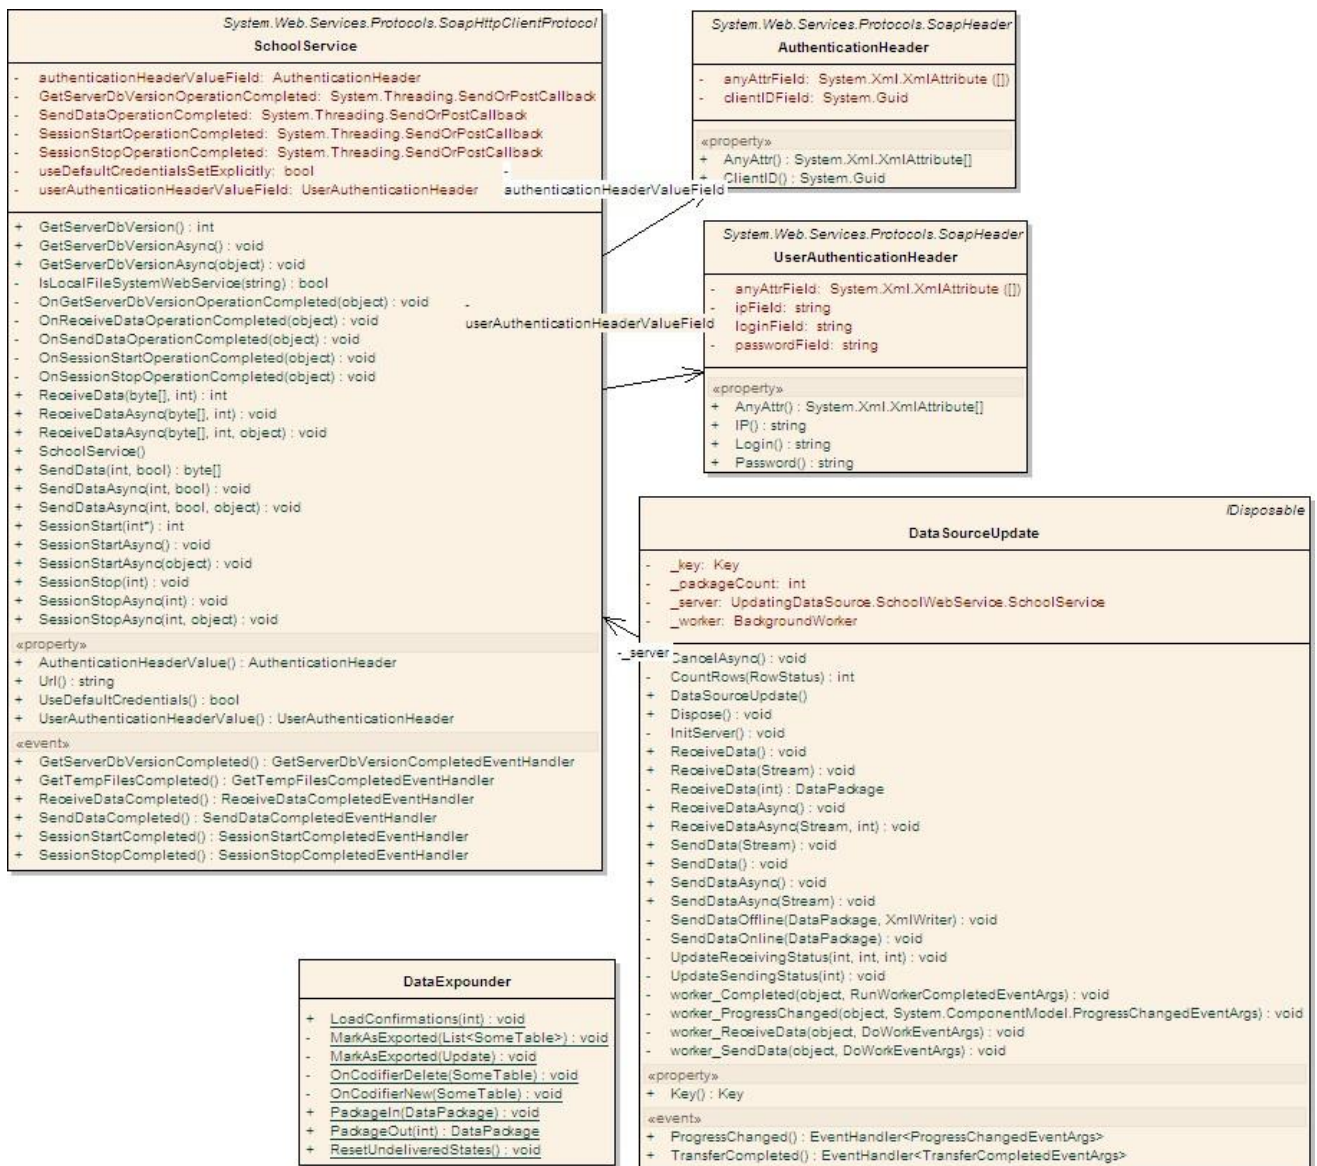 System.Web.Services.Protocols.SoapHttpClientProtocol
SchoolService
- authenticationHeaderValueField: AuthenticationHeader
- GetServerDbVersionOperationCompleted: System.Threading.SendOrPostCallback
- SendDataOperationCompleted: System.Threading.SendOrPostCallback
- SessionStartOperationCompleted: System.Threading.SendOrPostCallback
- SessionStopOperationCompleted: System.Threading.SendOrPostCallback
- useDefaultCredentialsSetExplicitly: bool
- userAuthenticationHeaderValueField: UserAuthenticationHeader
+ GetServerDbVersion() : int
+ GetServerDbVersionAsync() : void
+ GetServerDbVersionAsync(object) : void
- IsLocalFileSystemWebService(string) : bool
- OnGetServerDbVersionOperationCompleted(object) : void
- OnReceiveDataOperationCompleted(object) : void
- OnSendDataOperationCompleted(object) : void
- OnSessionStartOperationCompleted(object) : void
- OnSessionStopOperationCompleted(object) : void
+ ReceiveData(byte[], int) : int
+ ReceiveDataAsync(byte[], int) : void
+ ReceiveDataAsync(byte[], int, object) : void
+ SchoolService()
+ SendData(int, bool) : byte[]
+ SendDataAsync(int, bool) : void
+ SendDataAsync(int, bool, object) : void
+ SessionStart(int*) : int
+ SessionStartAsync() : void
+ SessionStartAsync(object) : void
+ SessionStop(int) : void
+ SessionStopAsync(int) : void
+ SessionStopAsync(int, object) : void
«property»
+ AuthenticationHeaderValue() : AuthenticationHeader
+ Url() : string
+ UseDefaultCredentials() : bool
+ UserAuthenticationHeaderValue() : UserAuthenticationHeader
«event»
+ GetServerDbVersionCompleted() : GetServerDbVersionCompletedEventHandler
+ GetTempFilesCompleted() : GetTempFilesCompletedEventHandler
+ ReceiveDataCompleted() : ReceiveDataCompletedEventHandler
+ SendDataCompleted() : SendDataCompletedEventHandler
+ SessionStartCompleted() : SessionStartCompletedEventHandler
+ SessionStopCompleted() : SessionStopCompletedEventHandler
-
authenticationHeaderValueField
-
userAuthenticationHeaderValueField
System.Web.Services.Protocols.SoapHeader
AuthenticationHeader
- anyAttrField: System.Xml.XmlAttribute ([])
- clientIDField: System.Guid
«property»
+ AnyAttr() : System.Xml.XmlAttribute[]
+ ClientID() : System.Guid
System.Web.Services.Protocols.SoapHeader
UserAuthenticationHeader
- anyAttrField: System.Xml.XmlAttribute ([])
- ipField: string
- loginField: string
- passwordField: string
«property»
+ AnyAttr() : System.Xml.XmlAttribute[]
+ IP() : string
+ Login() : string
+ Password() : string
-_server
IDisposable
DataSourceUpdate
- _key: Key
- _packageCount: int
- _server: UpdatingDataSource.SchoolWebService.SchoolService
- _worker: BackgroundWorker
CancelAsync() : void
- CountRows(RowStatus) : int
+ DataSourceUpdate()
+ Dispose() : void
- InitServer() : void
+ ReceiveData() : void
+ ReceiveData(Stream) : void
- ReceiveData(int) : DataPackage
+ ReceiveDataAsync() : void
+ ReceiveDataAsync(Stream, int) : void
+ SendData(Stream) : void
+ SendData() : void
+ SendDataAsync() : void
+ SendDataAsync(Stream) : void
- SendDataOffline(DataPackage, XmlWriter) : void
- SendDataOnline(DataPackage) : void
- UpdateReceivingStatus(int, int, int) : void
- UpdateSendingStatus(int) : void
- worker_Completed(object, RunWorkerCompletedEventArgs) : void
- worker_ProgressChanged(object, System.ComponentModel.ProgressChangedEventArgs) : void
- worker_ReceiveData(object, DoWorkEventArgs) : void
- worker_SendData(object, DoWorkEventArgs) : void
«property»
+ Key() : Key
«event»
+ ProgressChanged() : EventHandler<ProgressChangedEventArgs>
+ TransferCompleted() : EventHandler<TransferCompletedEventArgs>
DataExpounder
+ LoadConfirmations(int) : void
- MarkAsExported(List<SomeTable>) : void
- MarkAsExported(Update) : void
- OnCodifierDelete(SomeTable) : void
- OnCodifierNew(SomeTable) : void
+ PackageIn(DataPackage) : void
+ PackageOut(int) : DataPackage
+ ResetUndeliveredStates() : void